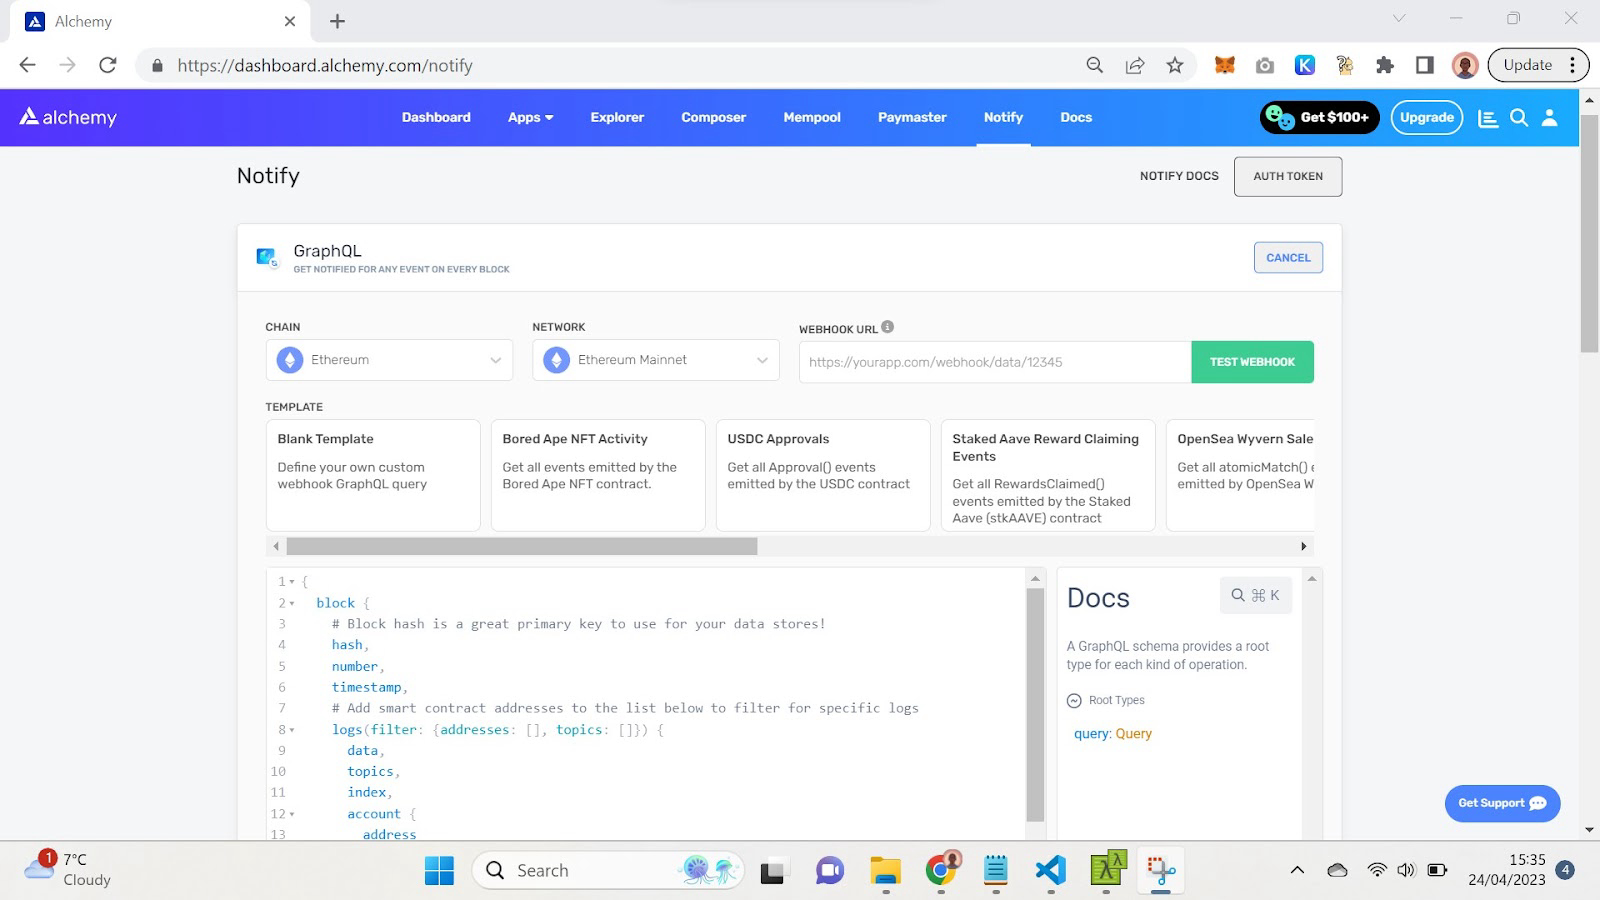 Alchemy
https://dashboard.alchemy.com/notify
Update
alchemy
Dashboard
Apps
Explorer
Composer
Mempool
Paymaster
Notify
Docs
Get $100+
Upgrade
Notify
NOTIFY DOCS
AUTH TOKEN
GraphQL
GET NOTIFIED FOR ANY EVENT ON EVERY BLOCK
CANCEL
CHAIN
Ethereum
NETWORK
Ethereum Mainnet
WEBHOOK URL
https://yourapp.com/webhook/data/12345
TEST WEBHOOK
TEMPLATE
Blank Template
Define your own custom
webhook GraphQL query
Bored Ape NFT Activity
Get all events emitted by the
Bored Ape NFT contract.
USDC Approvals
Get all Approval() events
emitted by the USDC contract
Staked Aave Reward Claiming
Events
Get all RewardsClaimed()
events emitted by the Staked
Aave (stkAAVE) contract
OpenSea Wyvern Sale
Get all atomicMatch()
emitted by OpenSea
1 {
2 block {
3 # Block hash is a great primary key to use for your data stores!
4 hash,
5 number,
6 timestamp,
7 # Add smart contract addresses to the list below to filter for specific logs
8 logs(filter: {addresses: [], topics: []}) {
9 data,
10 topics,
11 index,
12 account {
13 address
Docs
⌘ K
A GraphQL schema provides a root
type for each kind of operation.
Root Types
query: Query
Get Support
1
7°C
Cloudy
Search
15:35
24/04/2023
4